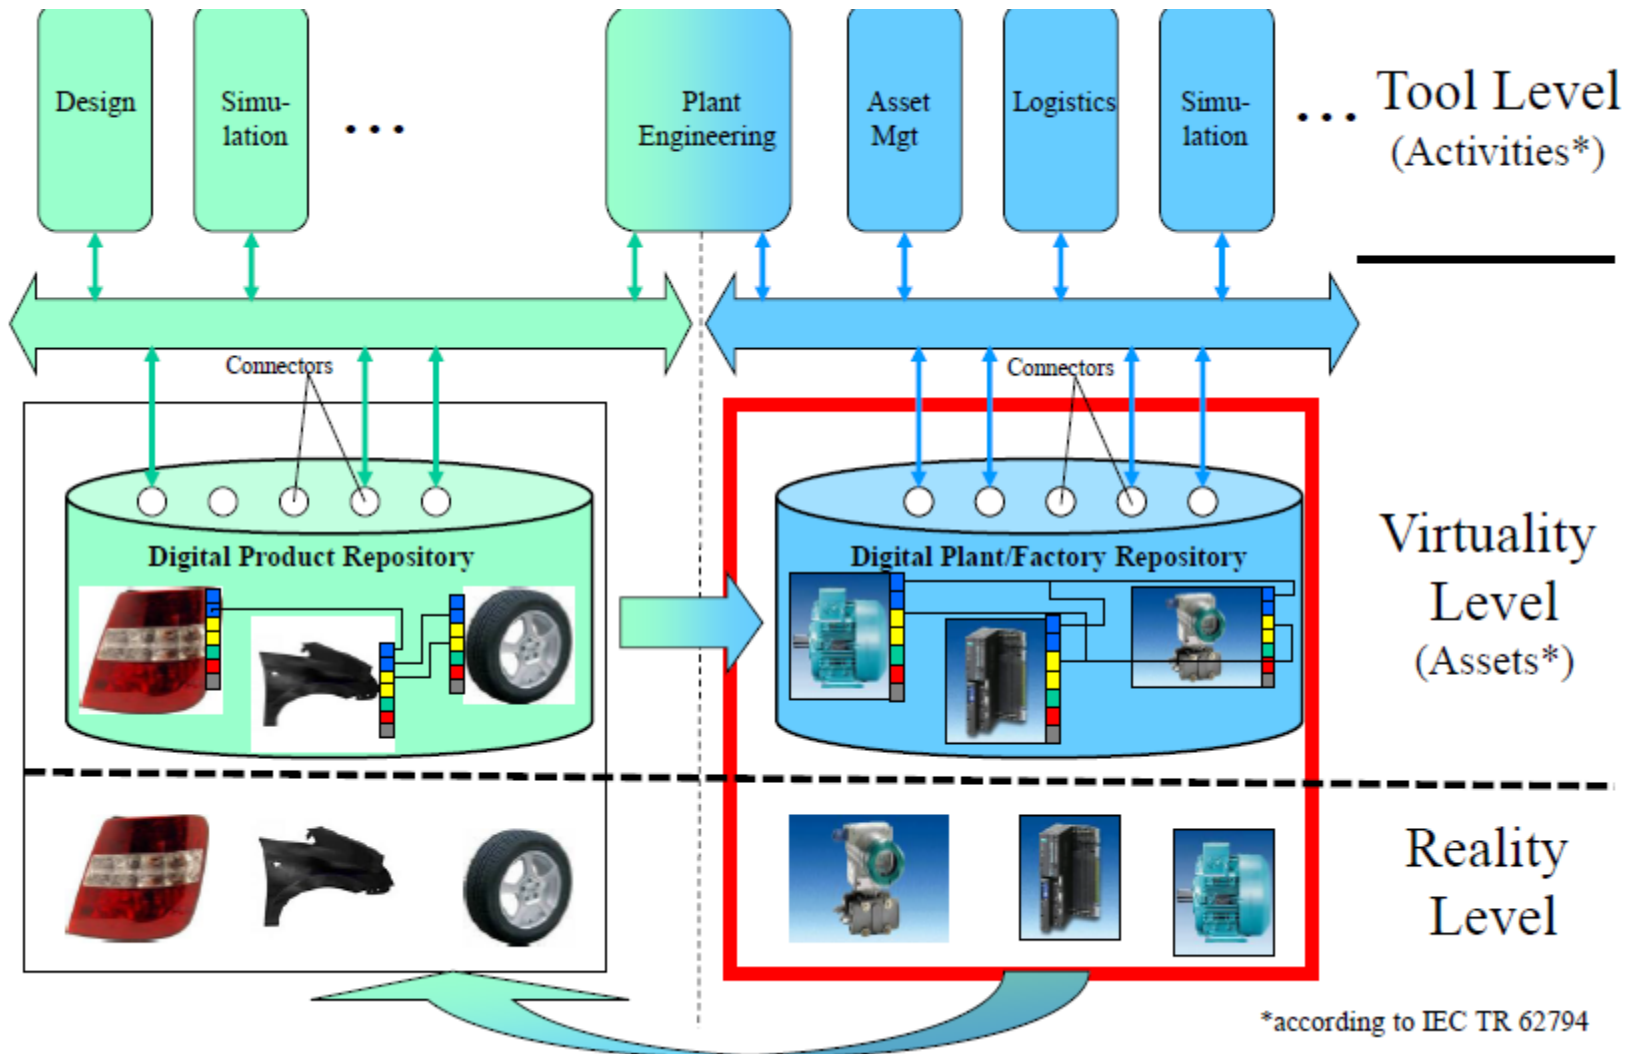 Design
Simu-
lation
...
Plant
Engineering
Asset
Mgt
Logistics
Simu-
lation
...
Tool Level
(Activities*)
Connectors
Connectors
Digital Product Repository
Digital Plant/Factory Repository
Virtuality
Level
(Assets*)
Reality
Level
*according to IEC TR 62794